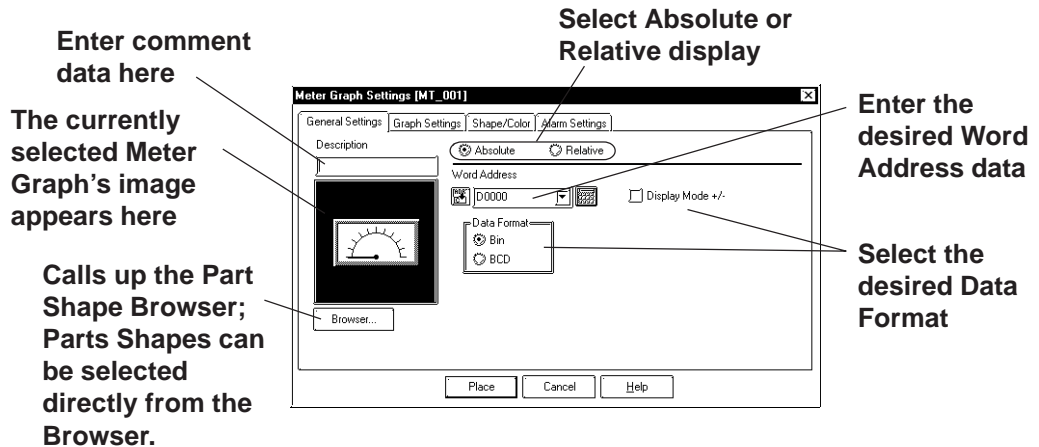 Select Absolute or
Relative display
Enter comment
data here
The currently
selected Meter
Graph's image
appears here
Calls up the Part
Shape Browser;
Parts Shapes can
be selected
directly from the
Browser.
Meter Graph Settings [MT_001]
General Settings Graph Settings Shape/Color Alarm Settings
Description
Absolute Relative
Word Address
D0000
Display Mode +/-
Data Format
Bin
BCD
Browser...
Place Cancel Help
Enter the
desired Word
Address data
Select the
desired Data
Format